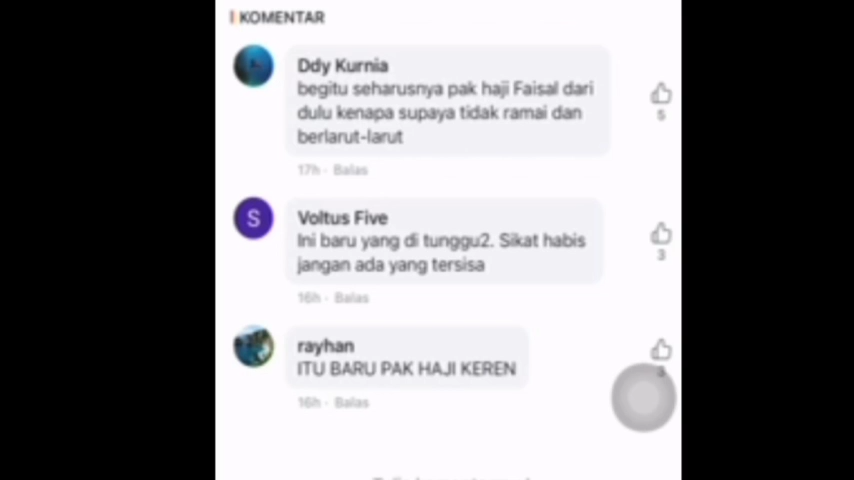 KOMENTAR
Ddy Kurnia
begitu seharusnya pak haji Faisal dari
dulu kenapa supaya tidak ramai dan
berlarut-larut
5
17h · Balas
S
Voltus Five
Ini baru yang di tunggu2. Sikat habis
jangan ada yang tersisa
3
16h · Balas
rayhan
ITU BARU PAK HAJI KEREN
3
16h · Balas